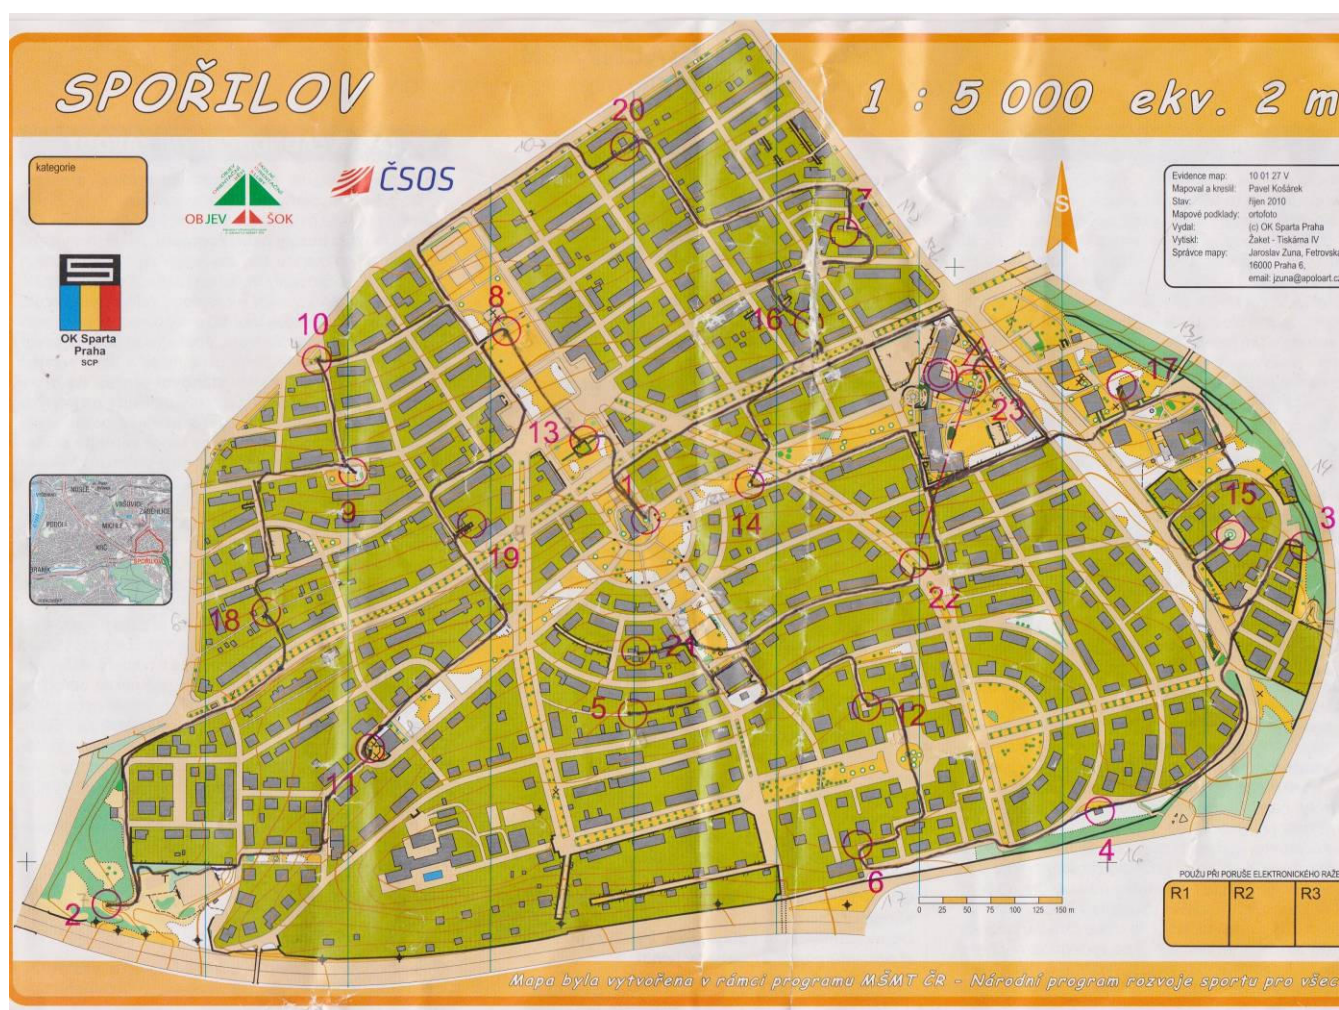 SPOŘILOV
1 : 5 000 ekv. 2 m
kategorie
OBJEV ŠOK
ČSOS
OK Sparta
Praha
SCP
Evidence map: 10 01 27 V
Mapoval a kreslil: Pavel Košárek
Stav: říjen 2010
Mapové podklady: ortofoto
Vydal: (c) OK Sparta Praha
Vytiskl: Žaket - Tiskárna IV
Správce mapy: Jaroslav Zuna, Fetrovska
16000 Praha 6,
email: jzuna@apoloart.cz
S
20
7
8
10
16
17
23
13
9
1
14
15
3
19
18
22
21
5
12
11
4
6
2
0 25 50 75 100 125 150 m
POUŽIJ PŘI PORUŠE ELEKTRONICKÉHO RAŽE
R1 R2 R3
Mapa byla vytvořena v rámci programu MŠMT ČR - Národní program rozvoje sportu pro všec